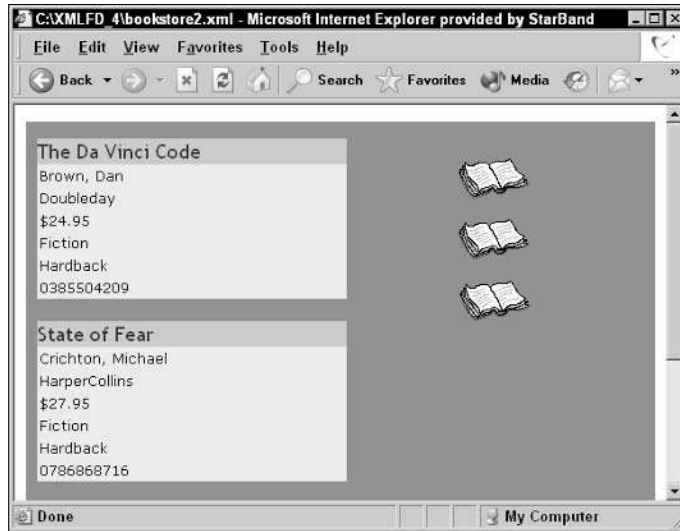 C:\XMLFD_4\bookstore2.xml - Microsoft Internet Explorer provided by StarBand
File Edit View Favorites Tools Help
Back Search Favorites Media »
The Da Vinci Code
Brown, Dan
Doubleday
$24.95
Fiction
Hardback
0385504209
State of Fear
Crichton, Michael
HarperCollins
$27.95
Fiction
Hardback
0786868716
Done My Computer